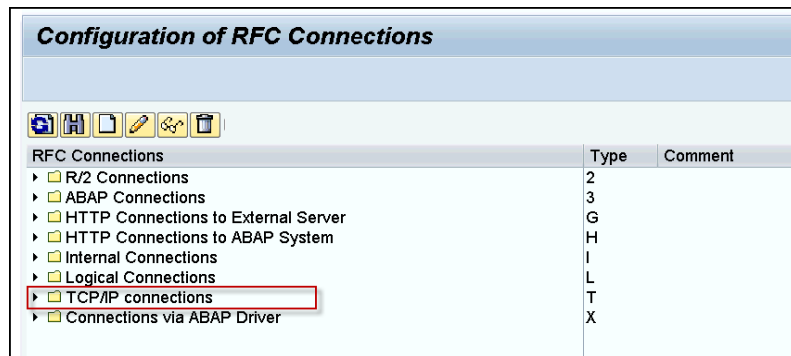 Configuration of RFC Connections
RFC Connections Type Comment
R/2 Connections 2
ABAP Connections 3
HTTP Connections to External Server G
HTTP Connections to ABAP System H
Internal Connections I
Logical Connections L
TCP/IP connections T
Connections via ABAP Driver X